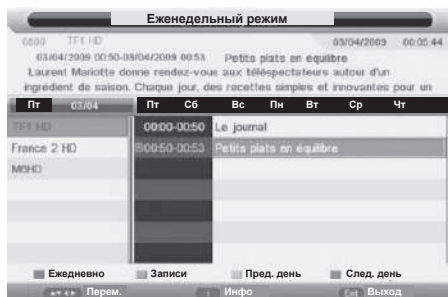 Еженедельный режим
0800 TF1 HD 03/04/2009 00:05:44
03/04/2009 00:50-03/04/2009 00:53 Petits plats en équilibre
Laurent Mariotte donne rendez-vous aux téléspectateurs autour d'un
ingrédient de saison. Chaque jour, des recettes simples et innovantes pour un
Пт 03/04 Пт Сб Вс Пн Вт Ср Чт
TF1 HD 00:00-00:50 Le journal
France 2 HD 00:50-00:53 Petits plats en équilibre
M6HD
Ежедневно Записи Пред. день След. день
Перем. i Инфо Exit Выход